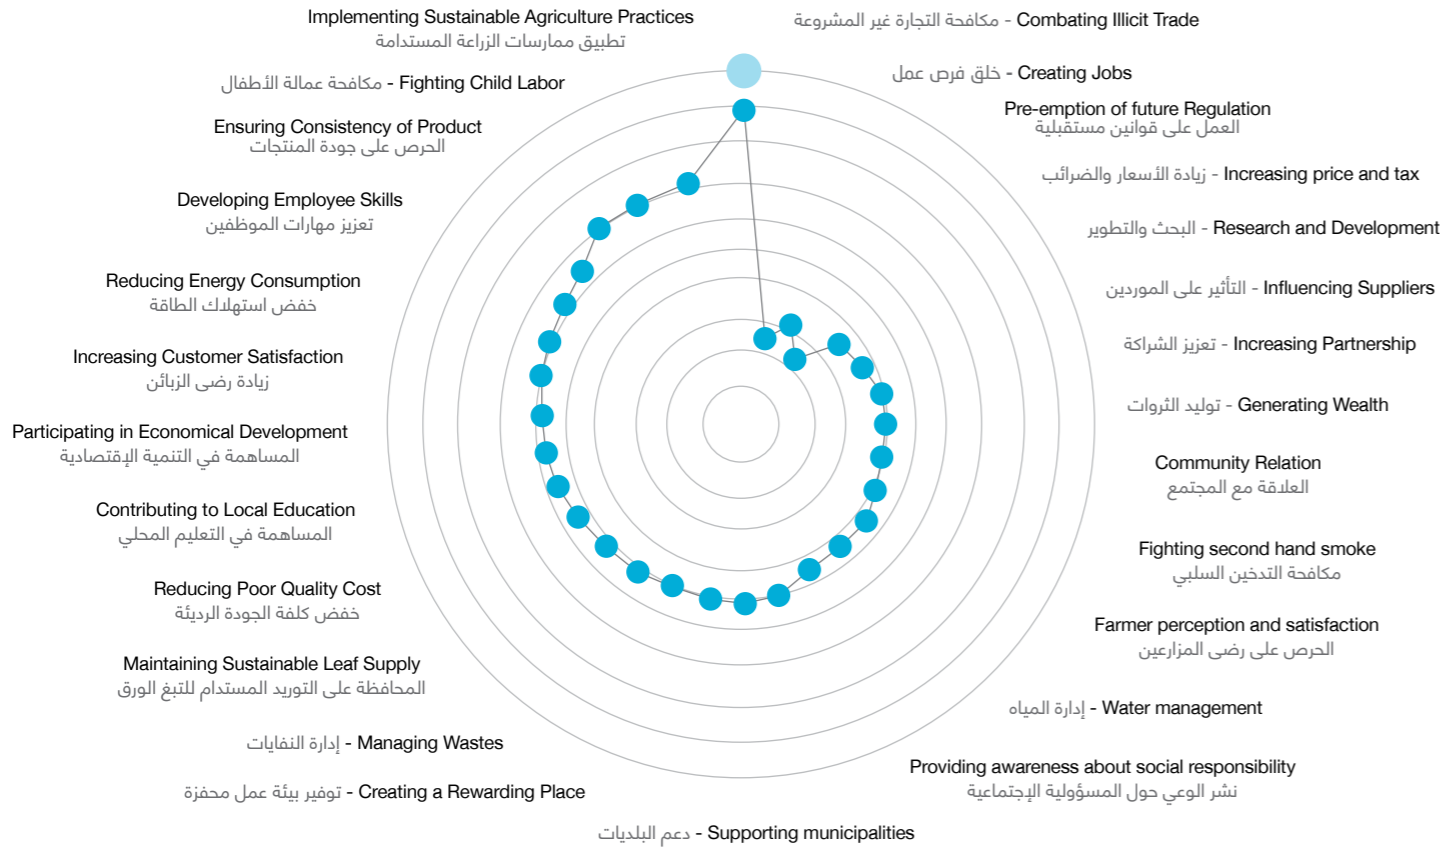 Implementing Sustainable Agriculture Practices
تطبيق ممارسات الزراعة المستدامة
مكافحة عمالة الأطفال - Fighting Child Labor
Ensuring Consistency of Product
الحرص على جودة المنتجات
Developing Employee Skills
تعزيز مهارات الموظفين
Reducing Energy Consumption
خفض استهلاك الطاقة
Increasing Customer Satisfaction
زيادة رضى الزبائن
Participating in Economical Development
المساهمة في التنمية الإقتصادية
Contributing to Local Education
المساهمة في التعليم المحلي
Reducing Poor Quality Cost
خفض كلفة الجودة الرديئة
Maintaining Sustainable Leaf Supply
المحافظة على التوريد المستدام للتبغ الورق
إدارة النفايات - Managing Wastes
توفير بيئة عمل محفزة - Creating a Rewarding Place
دعم البلديات - Supporting municipalities
مكافحة التجارة غير المشروعة - Combating Illicit Trade
خلق فرص عمل - Creating Jobs
Pre-emption of future Regulation
العمل على قوانين مستقبلية
زيادة الأسعار والضرائب - Increasing price and tax
البحث والتطوير - Research and Development
التأثير على الموردين - Influencing Suppliers
تعزيز الشراكة - Increasing Partnership
توليد الثروات - Generating Wealth
Community Relation
العلاقة مع المجتمع
Fighting second hand smoke
مكافحة التدخين السلبي
Farmer perception and satisfaction
الحرص على رضى المزارعين
إدارة المياه - Water management
Providing awareness about social responsibility
نشر الوعي حول المسؤولية الإجتماعية